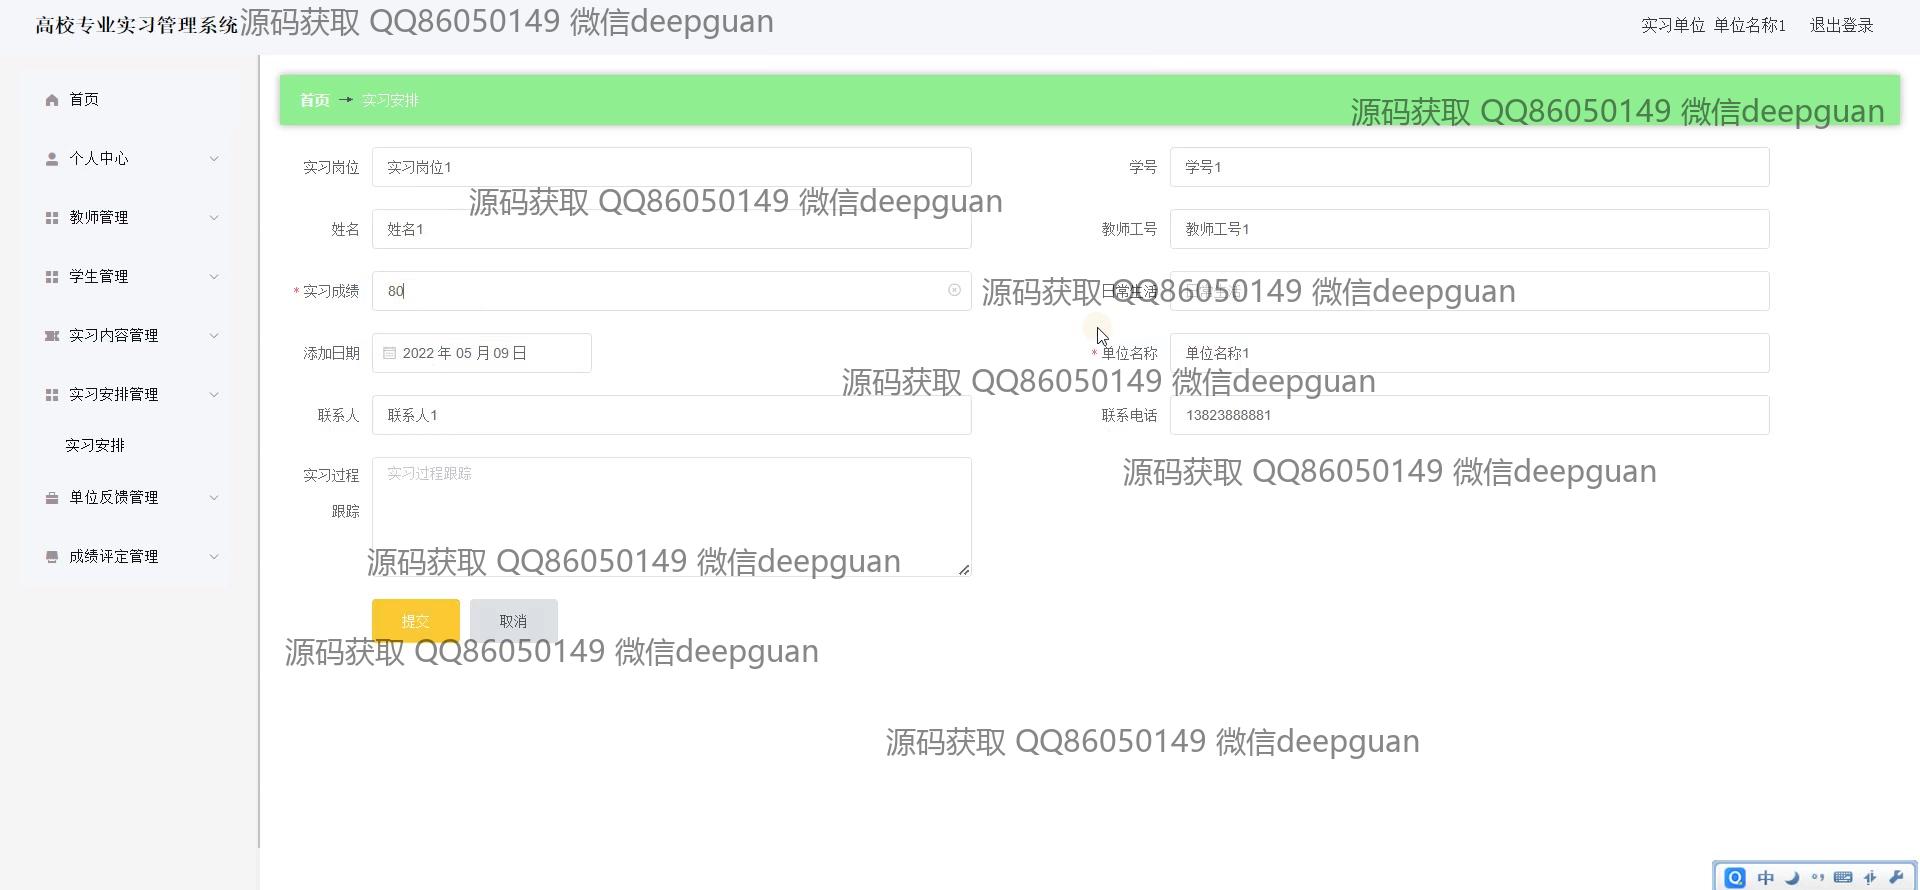 高校专业实习管理系统
源码获取 QQ86050149 微信deepguan
实习单位 单位名称1 退出登录
首页
个人中心
教师管理
学生管理
实习内容管理
实习安排管理
实习安排
单位反馈管理
成绩评定管理
首页 → 实习安排
源码获取 QQ86050149 微信deepguan
实习岗位 实习岗位1
学号 学号1
源码获取 QQ86050149 微信deepguan
姓名 姓名1
教师工号 教师工号1
* 实习成绩 80
日常生活 日常生活
源码获取 QQ86050149 微信deepguan
添加日期 2022 年 05 月 09 日
* 单位名称 单位名称1
源码获取 QQ86050149 微信deepguan
联系人 联系人1
联系电话 13823888881
实习过程
跟踪
实习过程跟踪
源码获取 QQ86050149 微信deepguan
源码获取 QQ86050149 微信deepguan
提交 取消
源码获取 QQ86050149 微信deepguan
源码获取 QQ86050149 微信deepguan
中